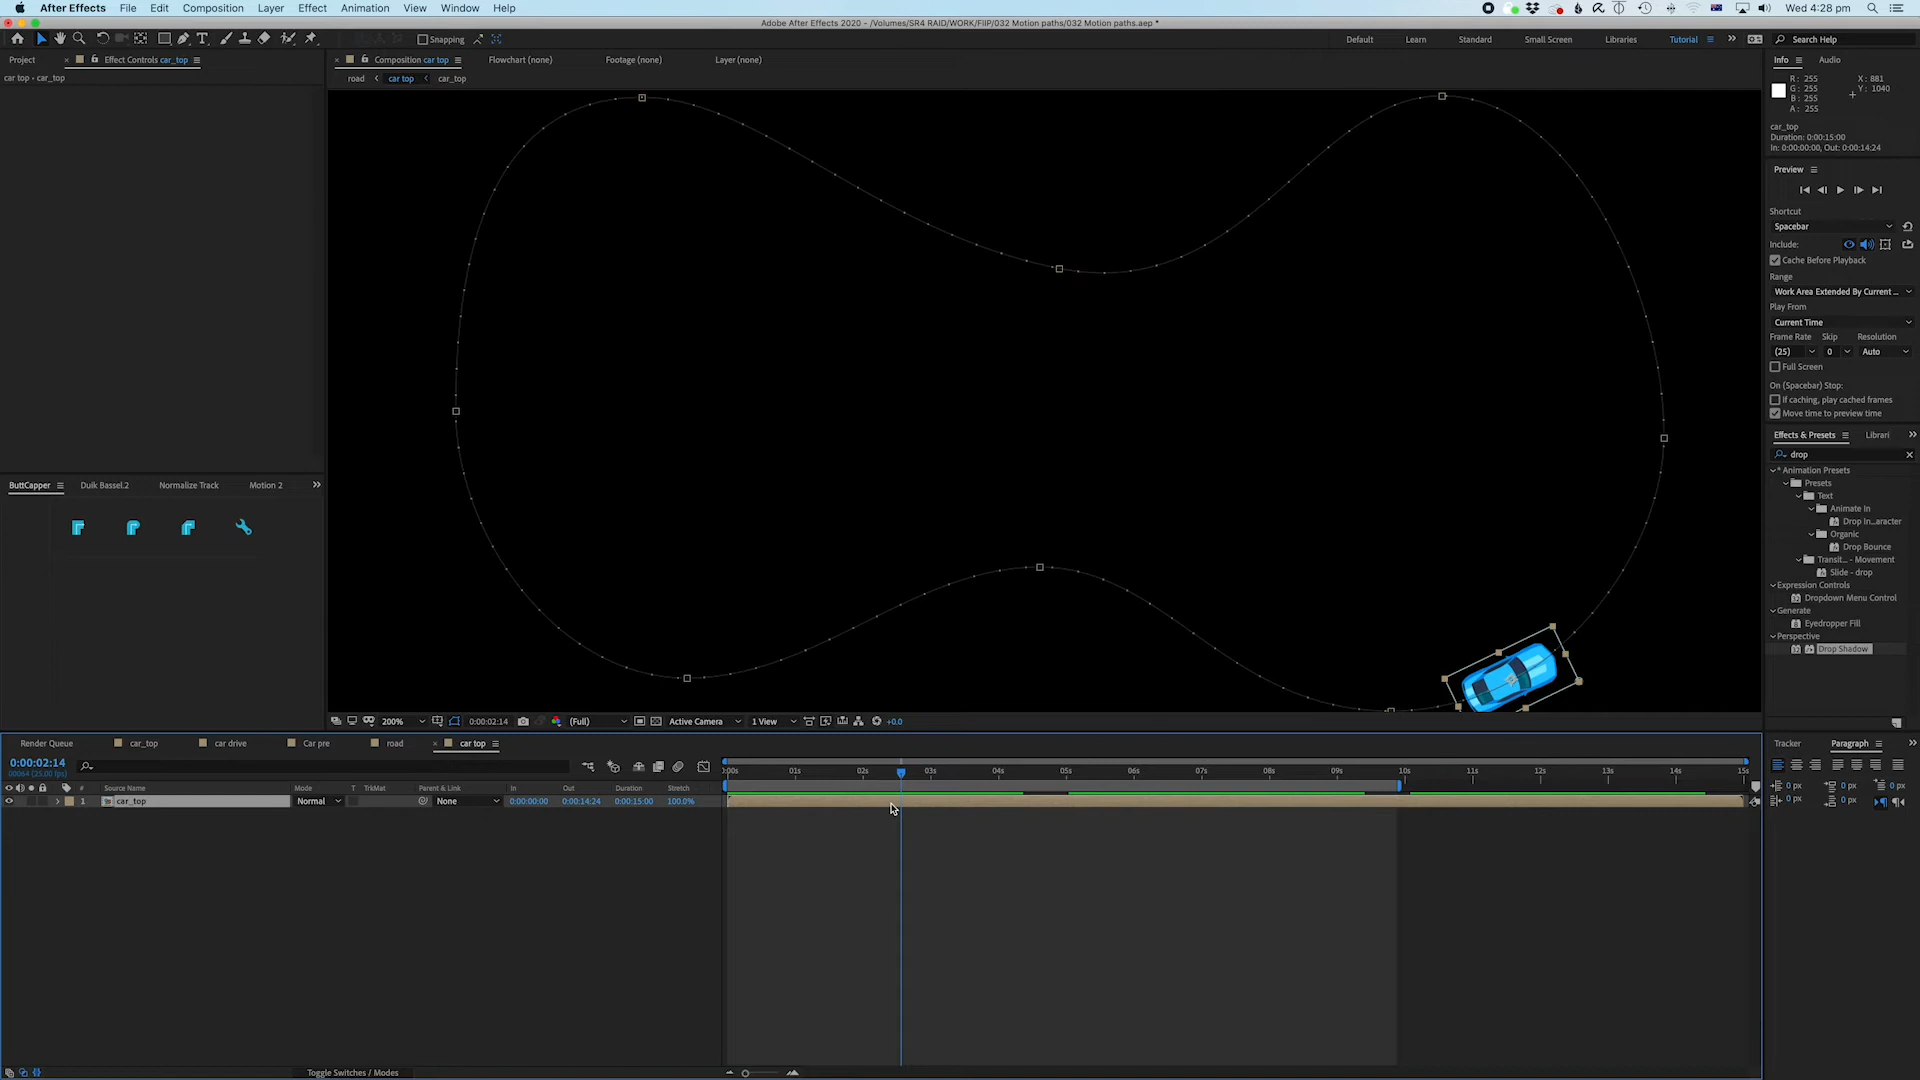 After Effects File Edit Composition Layer Effect Animation View Window Help
Wed 4:28 pm
Adobe After Effects 2020 - /Volumes/SR4 RAID/WORK/FIIP/032 Motion paths/032 Motion paths.aep *
Snapping
Default Learn Standard Small Screen Libraries Tutorial
Search Help
Project Effect Controls car_top
Composition car top Flowchart (none) Footage (none) Layer (none)
car top • car_top
road car top car_top
Info Audio
R: 255 X: 881
G: 255 Y: 1040
B: 255
A: 255
car_top
Duration: 0:00:15:00
In: 0:00:00:00, Out: 0:00:14:24
Preview
Shortcut
Spacebar
Include:
Cache Before Playback
Range
Work Area Extended By Current ...
Play From
Current Time
Frame Rate Skip Resolution
(25) 0 Auto
Full Screen
On (Spacebar) Stop:
If caching, play cached frames
Move time to preview time
Effects & Presets Librari
drop
* Animation Presets
Presets
Text
Animate In
Drop In...aracter
Organic
Drop Bounce
Transit... - Movement
Slide - drop
Expression Controls
Dropdown Menu Control
Generate
Eyedropper Fill
Perspective
Drop Shadow
ButtCapper Duik Bassel.2 Normalize Track Motion 2
200% 0:00:02:14 (Full) Active Camera 1 View +0.0
Render Queue car_top car drive Car pre road car top
0:00:02:14
00064 (25.00 fps)
:00s 01s 02s 03s 04s 05s 06s 07s 08s 09s 10s 11s 12s 13s 14s 15s
# Source Name Mode T TrkMat Parent & Link In Out Duration Stretch
1 car_top Normal None 0:00:00:00 0:00:14:24 0:00:15:00 100.0%
Toggle Switches / Modes
Tracker Paragraph
0 px 0 px 0 px
0 px 0 px